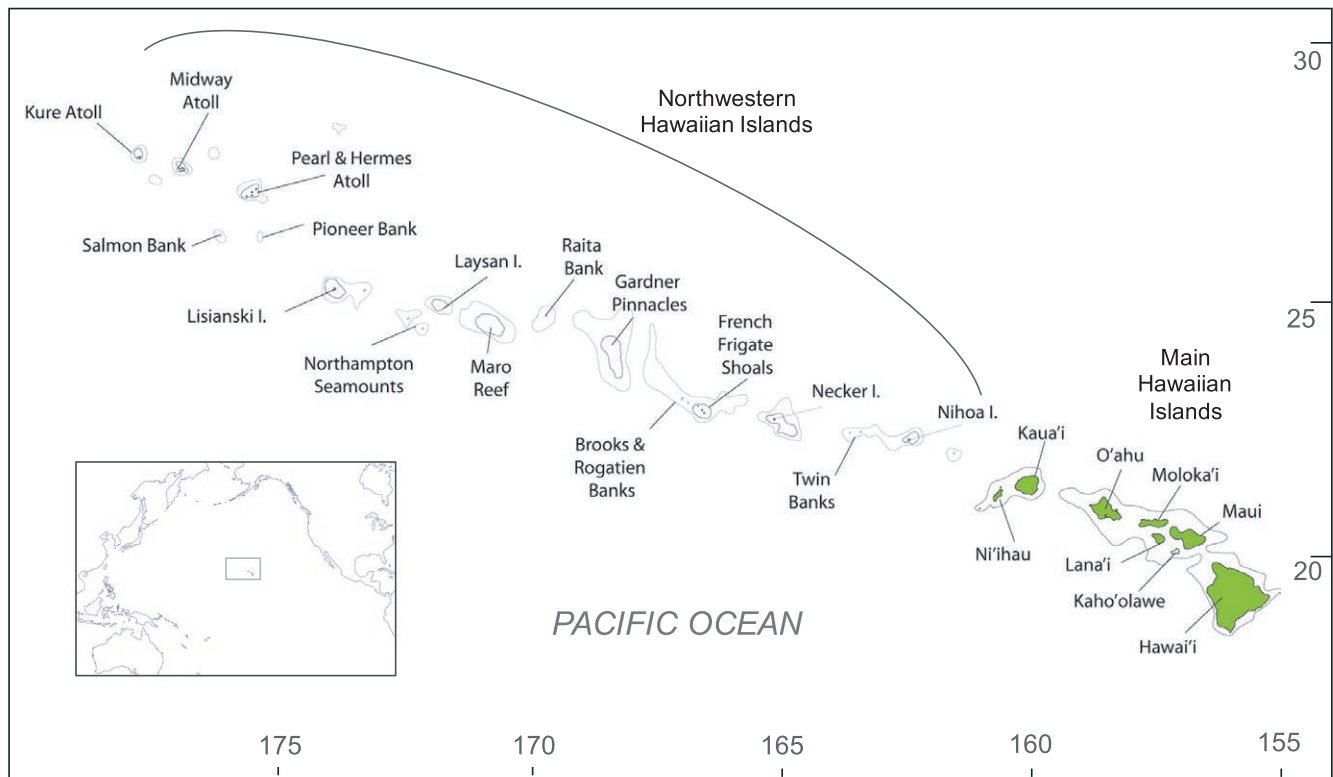 30
Midway
Atoll
Kure Atoll
Northwestern
Hawaiian Islands
Pearl & Hermes
Atoll
Pioneer Bank
Salmon Bank
Raita
Bank
Laysan I.
Gardner
Pinnacles
Lisianski I.
25
French
Frigate
Shoals
Northampton
Seamounts
Maro
Reef
Main
Hawaiian
Islands
Necker I.
Nihoa I.
Kaua‘i
Brooks &
Rogatien
Banks
Twin
Banks
O‘ahu
Moloka‘i
Maui
Ni‘ihau
Lana‘i
20
Kaho‘olawe
PACIFIC OCEAN
Hawai‘i
175
170
165
160
155